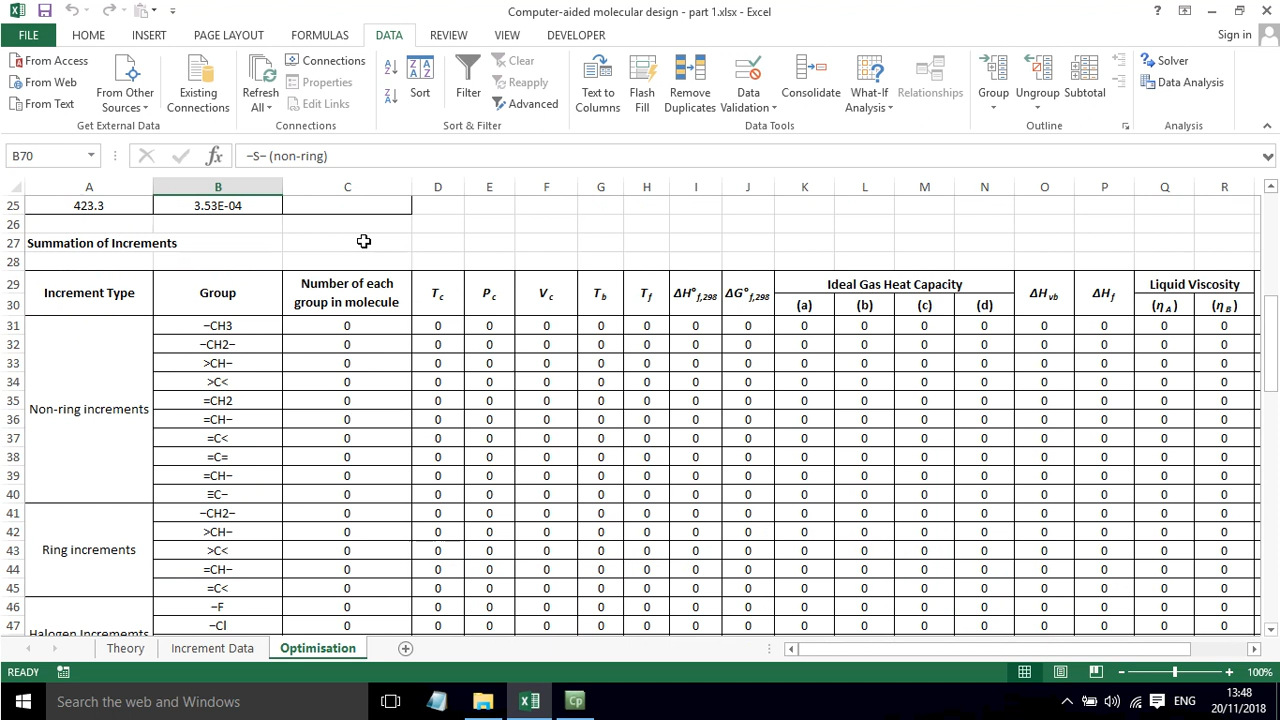 Computer-aided molecular design - part 1.xlsx - Excel
FILE HOME INSERT PAGE LAYOUT FORMULAS DATA REVIEW VIEW DEVELOPER Sign in
From Access
From Web
From Text
From Other Sources
Existing Connections
Get External Data
Refresh All
Connections
Properties
Edit Links
Connections
Sort
Filter
Clear
Reapply
Advanced
Sort & Filter
Text to Columns
Flash Fill
Remove Duplicates
Data Validation
Consolidate
What-If Analysis
Relationships
Data Tools
Group
Ungroup
Subtotal
Outline
Solver
Data Analysis
Analysis
B70 fx −S− (non-ring)
A B C D E F G H I J K L M N O P Q R
25 423.3 3.53E-04
26
27 Summation of Increments
28
29 Increment Type Group Number of each group in molecule Tc Pc Vc Tb Tf ΔH°f,298 ΔG°f,298 Ideal Gas Heat Capacity ΔHvb ΔHf Liquid Viscosity
30 (a) (b) (c) (d) (ηA) (ηB)
31 −CH3 0 0 0 0 0 0 0 0 0 0 0 0 0 0 0 0
32 −CH2− 0 0 0 0 0 0 0 0 0 0 0 0 0 0 0 0
33 >CH− 0 0 0 0 0 0 0 0 0 0 0 0 0 0 0 0
34 >C< 0 0 0 0 0 0 0 0 0 0 0 0 0 0 0 0
35 Non-ring increments =CH2 0 0 0 0 0 0 0 0 0 0 0 0 0 0 0 0
36 =CH− 0 0 0 0 0 0 0 0 0 0 0 0 0 0 0 0
37 =C< 0 0 0 0 0 0 0 0 0 0 0 0 0 0 0 0
38 =C= 0 0 0 0 0 0 0 0 0 0 0 0 0 0 0 0
39 =CH− 0 0 0 0 0 0 0 0 0 0 0 0 0 0 0 0
40 ≡C− 0 0 0 0 0 0 0 0 0 0 0 0 0 0 0 0
41 −CH2− 0 0 0 0 0 0 0 0 0 0 0 0 0 0 0 0
42 >CH− 0 0 0 0 0 0 0 0 0 0 0 0 0 0 0 0
43 Ring increments >C< 0 0 0 0 0 0 0 0 0 0 0 0 0 0 0 0
44 =CH− 0 0 0 0 0 0 0 0 0 0 0 0 0 0 0 0
45 =C< 0 0 0 0 0 0 0 0 0 0 0 0 0 0 0 0
46 −F 0 0 0 0 0 0 0 0 0 0 0 0 0 0 0 0
47 Halogen Incrememts −Cl 0 0 0 0 0 0 0 0 0 0 0 0 0 0 0 0
Theory Increment Data Optimisation
READY 100%
Search the web and Windows Cp ENG 13:48
20/11/2018